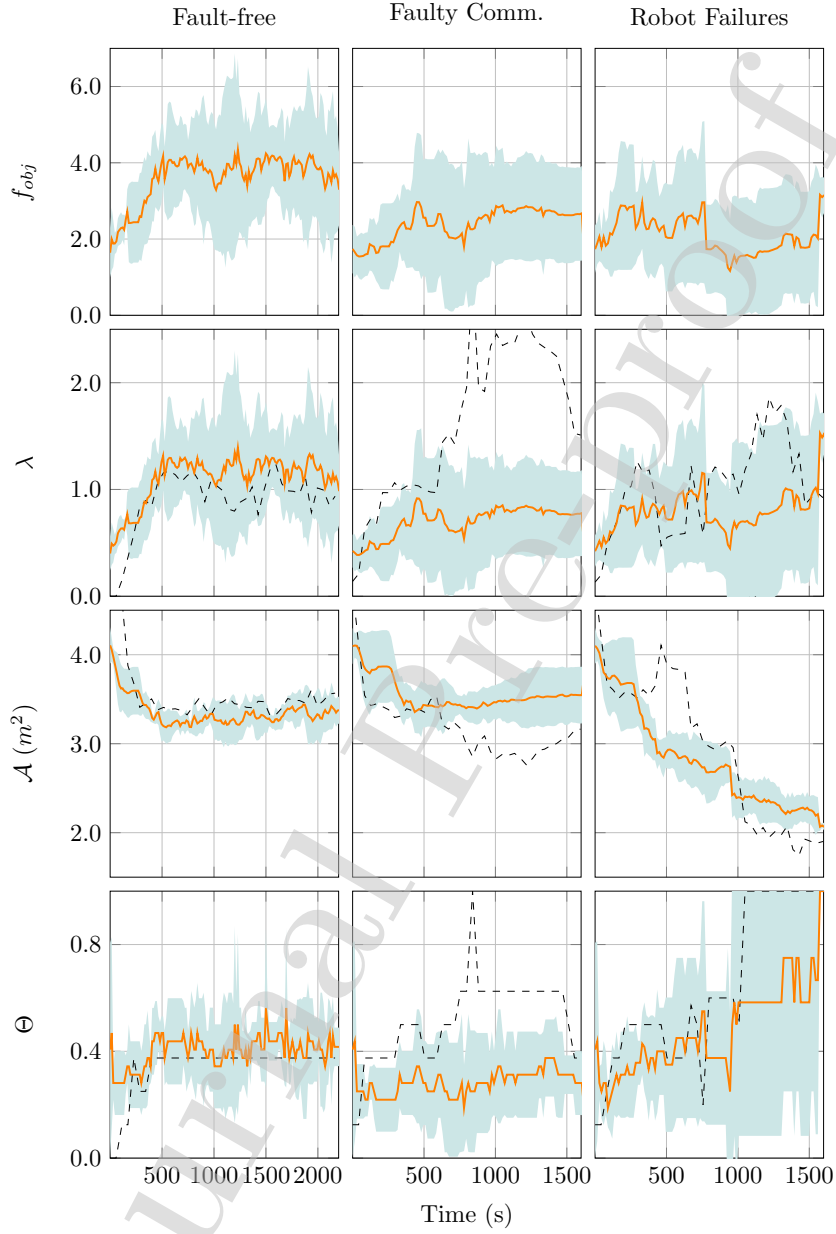 Fault-free Faulty Comm. Robot Failures
f_obj
6.0
4.0
2.0
0.0
λ
2.0
1.0
0.0
𝒜 (m²)
4.0
3.0
2.0
Θ
0.8
0.4
0.0
500 1000 1500 2000 500 1000 1500 500 1000 1500
Time (s)
urnal Pre-proof